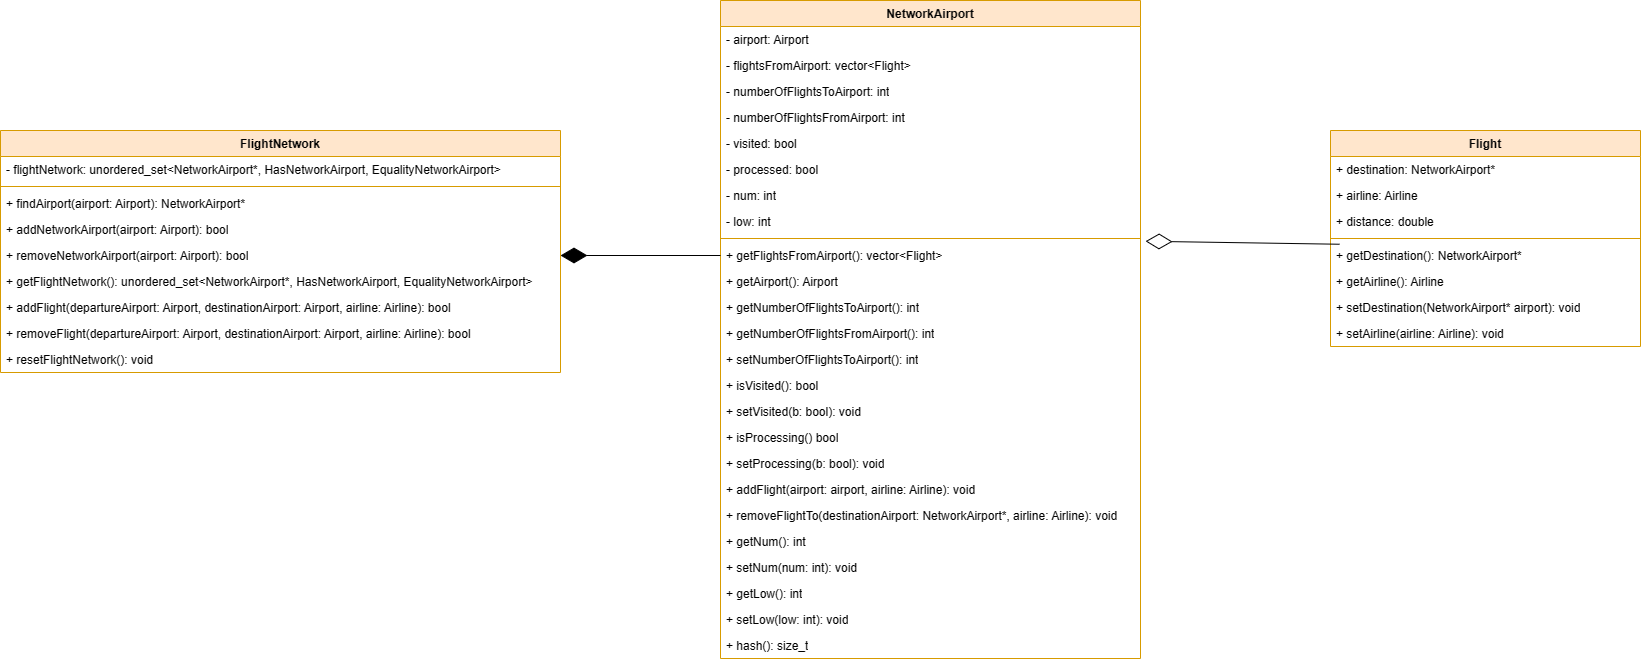 FlightNetwork
- flightNetwork: unordered_set<NetworkAirport*, HasNetworkAirport, EqualityNetworkAirport>
+ findAirport(airport: Airport): NetworkAirport*
+ addNetworkAirport(airport: Airport): bool
+ removeNetworkAirport(airport: Airport): bool
+ getFlightNetwork(): unordered_set<NetworkAirport*, HasNetworkAirport, EqualityNetworkAirport>
+ addFlight(departureAirport: Airport, destinationAirport: Airport, airline: Airline): bool
+ removeFlight(departureAirport: Airport, destinationAirport: Airport, airline: Airline): bool
+ resetFlightNetwork(): void
NetworkAirport
- airport: Airport
- flightsFromAirport: vector<Flight>
- numberOfFlightsToAirport: int
- numberOfFlightsFromAirport: int
- visited: bool
- processed: bool
- num: int
- low: int
+ getFlightsFromAirport(): vector<Flight>
+ getAirport(): Airport
+ getNumberOfFlightsToAirport(): int
+ getNumberOfFlightsFromAirport(): int
+ setNumberOfFlightsToAirport(): int
+ isVisited(): bool
+ setVisited(b: bool): void
+ isProcessing() bool
+ setProcessing(b: bool): void
+ addFlight(airport: airport, airline: Airline): void
+ removeFlightTo(destinationAirport: NetworkAirport*, airline: Airline): void
+ getNum(): int
+ setNum(num: int): void
+ getLow(): int
+ setLow(low: int): void
+ hash(): size_t
Flight
+ destination: NetworkAirport*
+ airline: Airline
+ distance: double
+ getDestination(): NetworkAirport*
+ getAirline(): Airline
+ setDestination(NetworkAirport* airport): void
+ setAirline(airline: Airline): void